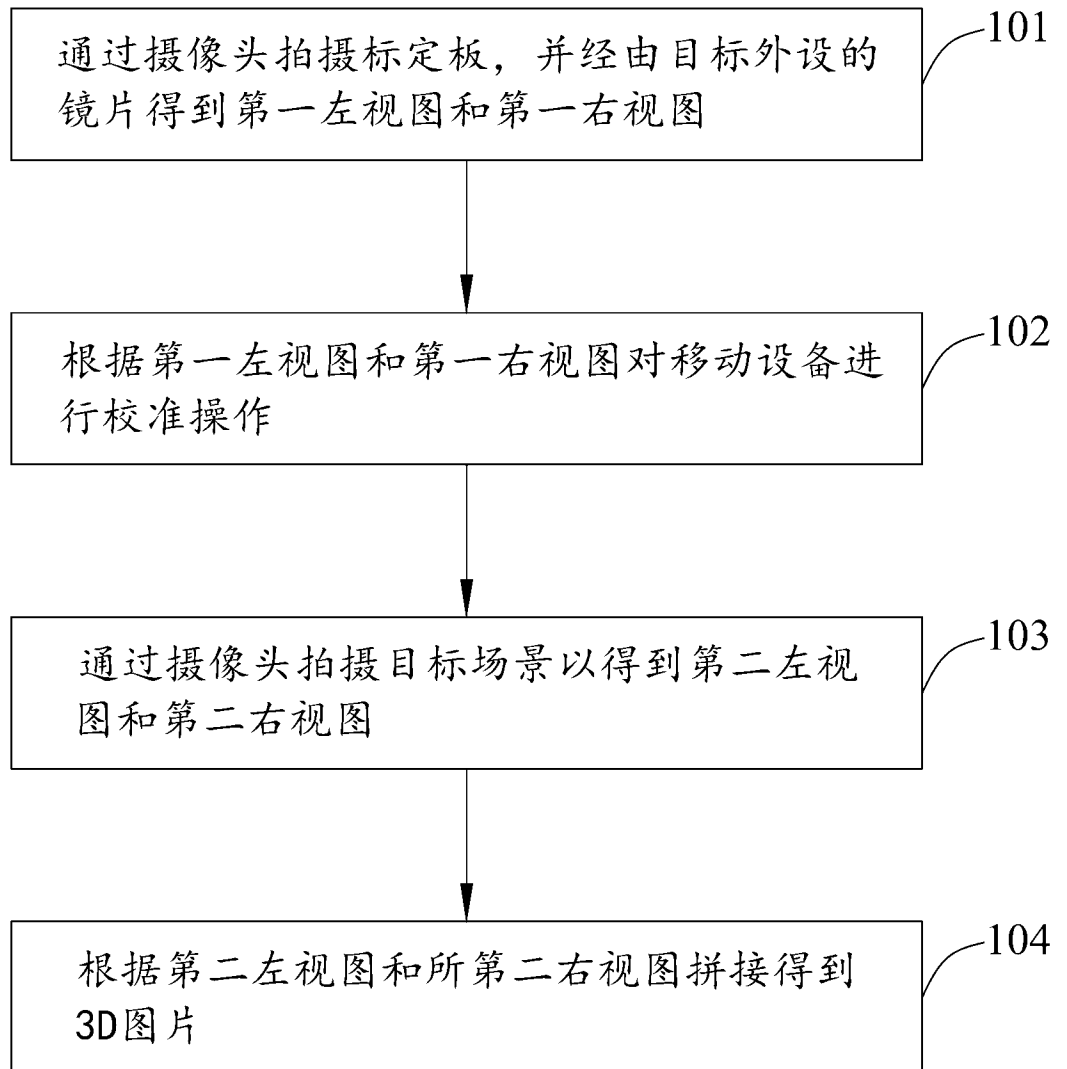 通过摄像头拍摄标定板，并经由目标外设的
镜片得到第一左视图和第一右视图
101
根据第一左视图和第一右视图对移动设备进
行校准操作
102
通过摄像头拍摄目标场景以得到第二左视
图和第二右视图
103
根据第二左视图和所第二右视图拼接得到
3D图片
104